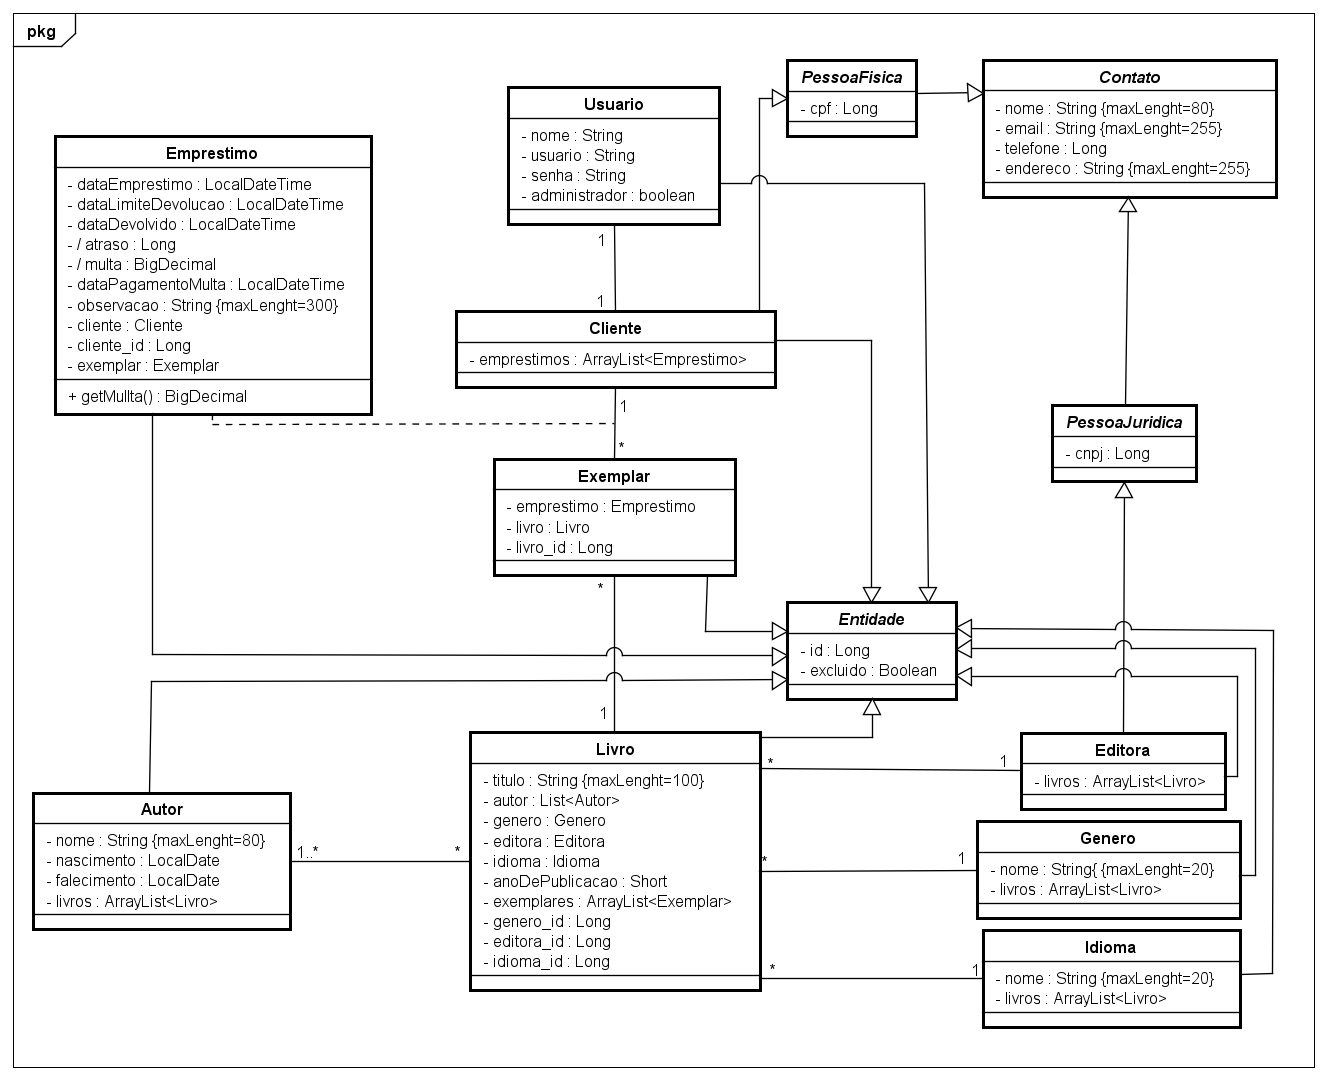 pkg
PessoaFisica
- cpf : Long
Contato
- nome : String {maxLenght=80}
- email : String {maxLenght=255}
- telefone : Long
- endereco : String {maxLenght=255}
Usuario
- nome : String
- usuario : String
- senha : String
- administrador : boolean
Emprestimo
- dataEmprestimo : LocalDateTime
- dataLimiteDevolucao : LocalDateTime
- dataDevolvido : LocalDateTime
- / atraso : Long
- / multa : BigDecimal
- dataPagamentoMulta : LocalDateTime
- observacao : String {maxLenght=300}
- cliente : Cliente
- cliente_id : Long
- exemplar : Exemplar
+ getMullta() : BigDecimal
1
1
Cliente
- emprestimos : ArrayList<Emprestimo>
1
*
PessoaJuridica
- cnpj : Long
Exemplar
- emprestimo : Emprestimo
- livro : Livro
- livro_id : Long
*
1
Entidade
- id : Long
- excluido : Boolean
Livro
- titulo : String {maxLenght=100}
- autor : List<Autor>
- genero : Genero
- editora : Editora
- idioma : Idioma
- anoDePublicacao : Short
- exemplares : ArrayList<Exemplar>
- genero_id : Long
- editora_id : Long
- idioma_id : Long
* 1
Editora
- livros : ArrayList<Livro>
Autor
- nome : String {maxLenght=80}
- nascimento : LocalDate
- falecimento : LocalDate
- livros : ArrayList<Livro>
1..* *
* 1
Genero
- nome : String{ {maxLenght=20}
- livros : ArrayList<Livro>
* 1
Idioma
- nome : String {maxLenght=20}
- livros : ArrayList<Livro>